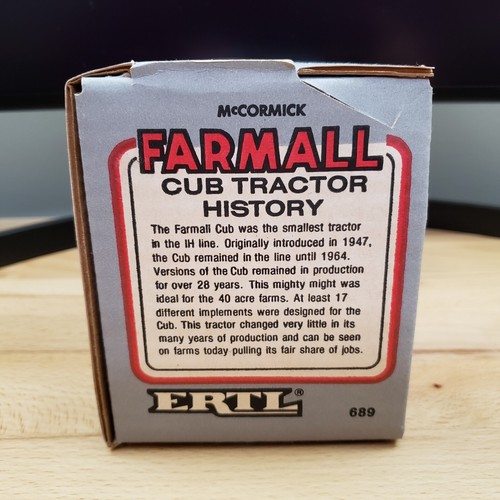 McCORMICK
FARMALL
CUB TRACTOR
HISTORY
The Farmall Cub was the smallest tractor
in the IH line. Originally introduced in 1947,
the Cub remained in the line until 1964.
Versions of the Cub remained in production
for over 28 years. This mighty might was
ideal for the 40 acre farms. At least 17
different implements were designed for the
Cub. This tractor changed very little in its
many years of production and can be seen
on farms today pulling its fair share of jobs.
ERTL®
689